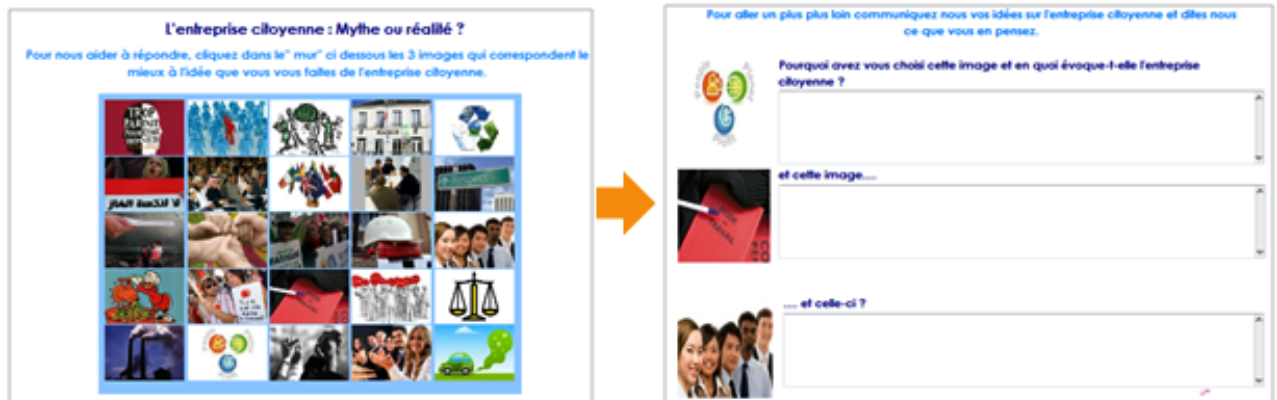 L'entreprise citoyenne : Mythe ou réalité ?
Pour nous aider à répondre, cliquez dans le" mur" ci dessous les 3 images qui correspondent le
mieux à l'idée que vous vous faites de l'entreprise citoyenne.
TROP
Pour aller un plus plus loin communiquez nous vos idées sur l'entreprise citoyenne et dites nous
ce que vous en pensez.
Pourquoi avez vous choisi cette image et en quoi évoque-t-elle l'entreprise
citoyenne ?
et cette image....
.... et celle-ci ?